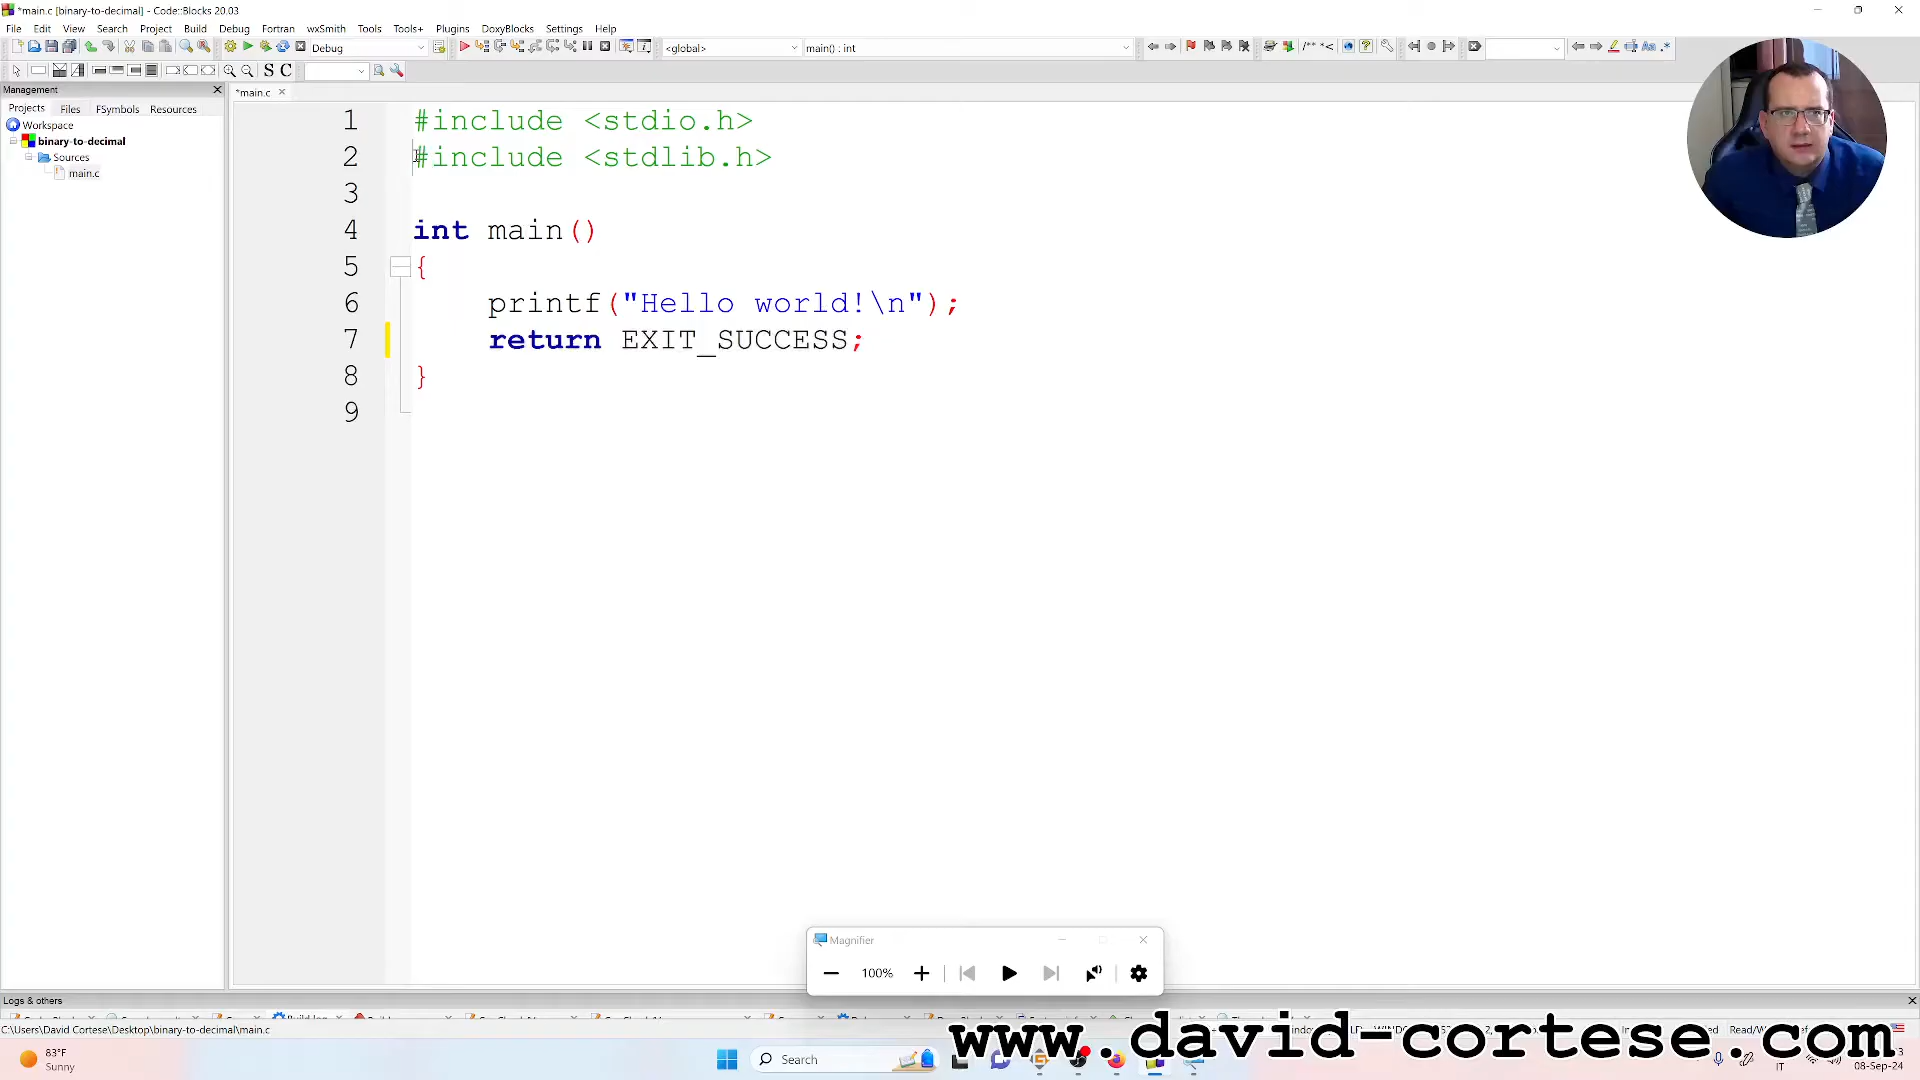 *main.c [binary-to-decimal] - Code::Blocks 20.03
File Edit View Search Project Build Debug Fortran wxSmith Tools Tools+ Plugins DoxyBlocks Settings Help
Debug
<global>
main() : int
S C
Management
Projects Files FSymbols Resources
Workspace
binary-to-decimal
Sources
main.c
*main.c
1 #include <stdio.h>
2 #include <stdlib.h>
3
4 int main()
5 {
6 printf("Hello world!\n");
7 return EXIT_SUCCESS;
8 }
9
Magnifier
100%
Logs & others
C:\Users\David Cortese\Desktop\binary-to-decimal\main.c
www.david-cortese.com
83°F
Sunny
Search
IT
08-Sep-24